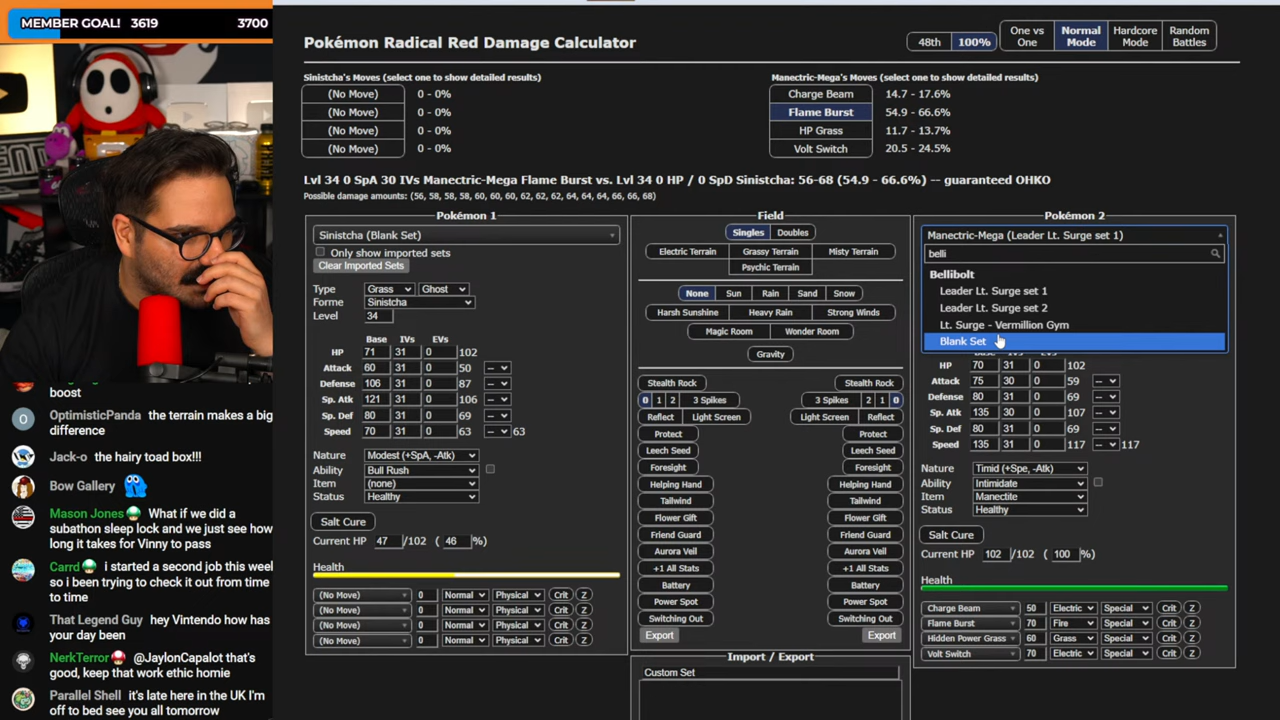 MEMBER GOAL! 3619 3700
Pokémon Radical Red Damage Calculator
48th 100%
One vs One
Normal Mode
Hardcore Mode
Random Battles
Sinistcha's Moves (select one to show detailed results)
(No Move) 0 - 0%
(No Move) 0 - 0%
(No Move) 0 - 0%
(No Move) 0 - 0%
Manectric-Mega's Moves (select one to show detailed results)
Charge Beam 14.7 - 17.6%
Flame Burst 54.9 - 66.6%
HP Grass 11.7 - 13.7%
Volt Switch 20.5 - 24.5%
Lvl 34 0 SpA 30 IVs Manectric-Mega Flame Burst vs. Lvl 34 0 HP / 0 SpD Sinistcha: 56-68 (54.9 - 66.6%) -- guaranteed OHKO
Possible damage amounts: (56, 58, 58, 58, 60, 60, 60, 62, 62, 62, 64, 64, 64, 66, 66, 68)
Pokémon 1
Sinistcha (Blank Set)
Only show imported sets
Clear Imported Sets
Type Grass Ghost
Forme Sinistcha
Level 34
Base IVs EVs
HP 71 31 0 102
Attack 60 31 0 50 --
Defense 106 31 0 87 --
Sp. Atk 121 31 0 106 --
Sp. Def 80 31 0 69 --
Speed 70 31 0 63 -- 63
Nature Modest (+SpA, -Atk)
Ability Bull Rush
Item (none)
Status Healthy
Salt Cure
Current HP 47 /102 ( 46 %)
Health
(No Move) 0 Normal Physical Crit Z
(No Move) 0 Normal Physical Crit Z
(No Move) 0 Normal Physical Crit Z
(No Move) 0 Normal Physical Crit Z
Field
Singles Doubles
Electric Terrain Grassy Terrain Misty Terrain
Psychic Terrain
None Sun Rain Sand Snow
Harsh Sunshine Heavy Rain Strong Winds
Magic Room Wonder Room
Gravity
Stealth Rock Stealth Rock
0 1 2 3 Spikes 3 Spikes 2 1 0
Reflect Light Screen Light Screen Reflect
Protect Protect
Leech Seed Leech Seed
Foresight Foresight
Helping Hand Helping Hand
Tailwind Tailwind
Flower Gift Flower Gift
Friend Guard Friend Guard
Aurora Veil Aurora Veil
+1 All Stats +1 All Stats
Battery Battery
Power Spot Power Spot
Switching Out Switching Out
Export Export
Import / Export
Custom Set
Pokémon 2
Manectric-Mega (Leader Lt. Surge set 1)
belli
Bellibolt
Leader Lt. Surge set 1
Leader Lt. Surge set 2
Lt. Surge - Vermillion Gym
Blank Set
HP 70 31 0 102
Attack 75 30 0 59 --
Defense 80 31 0 69 --
Sp. Atk 135 30 0 107 --
Sp. Def 80 31 0 69 --
Speed 135 31 0 117 -- 117
Nature Timid (+Spe, -Atk)
Ability Intimidate
Item Manectite
Status Healthy
Salt Cure
Current HP 102 /102 ( 100 %)
Health
Charge Beam 50 Electric Special Crit Z
Flame Burst 70 Fire Special Crit Z
Hidden Power Grass 60 Grass Special Crit Z
Volt Switch 70 Electric Special Crit Z
boost
OptimisticPanda the terrain makes a big
difference
Jack-o the hairy toad box!!!
Bow Gallery
Mason Jones What if we did a
subathon sleep lock and we just see how
long it takes for Vinny to pass
Carrd i started a second job this week
so i been trying to check it out from time
to time
That Legend Guy hey Vintendo how has
your day been
NerkTerror @JaylonCapalot that's
good, keep that work ethic homie
Parallel Shell it's late here in the UK I'm
off to bed see you all tomorrow